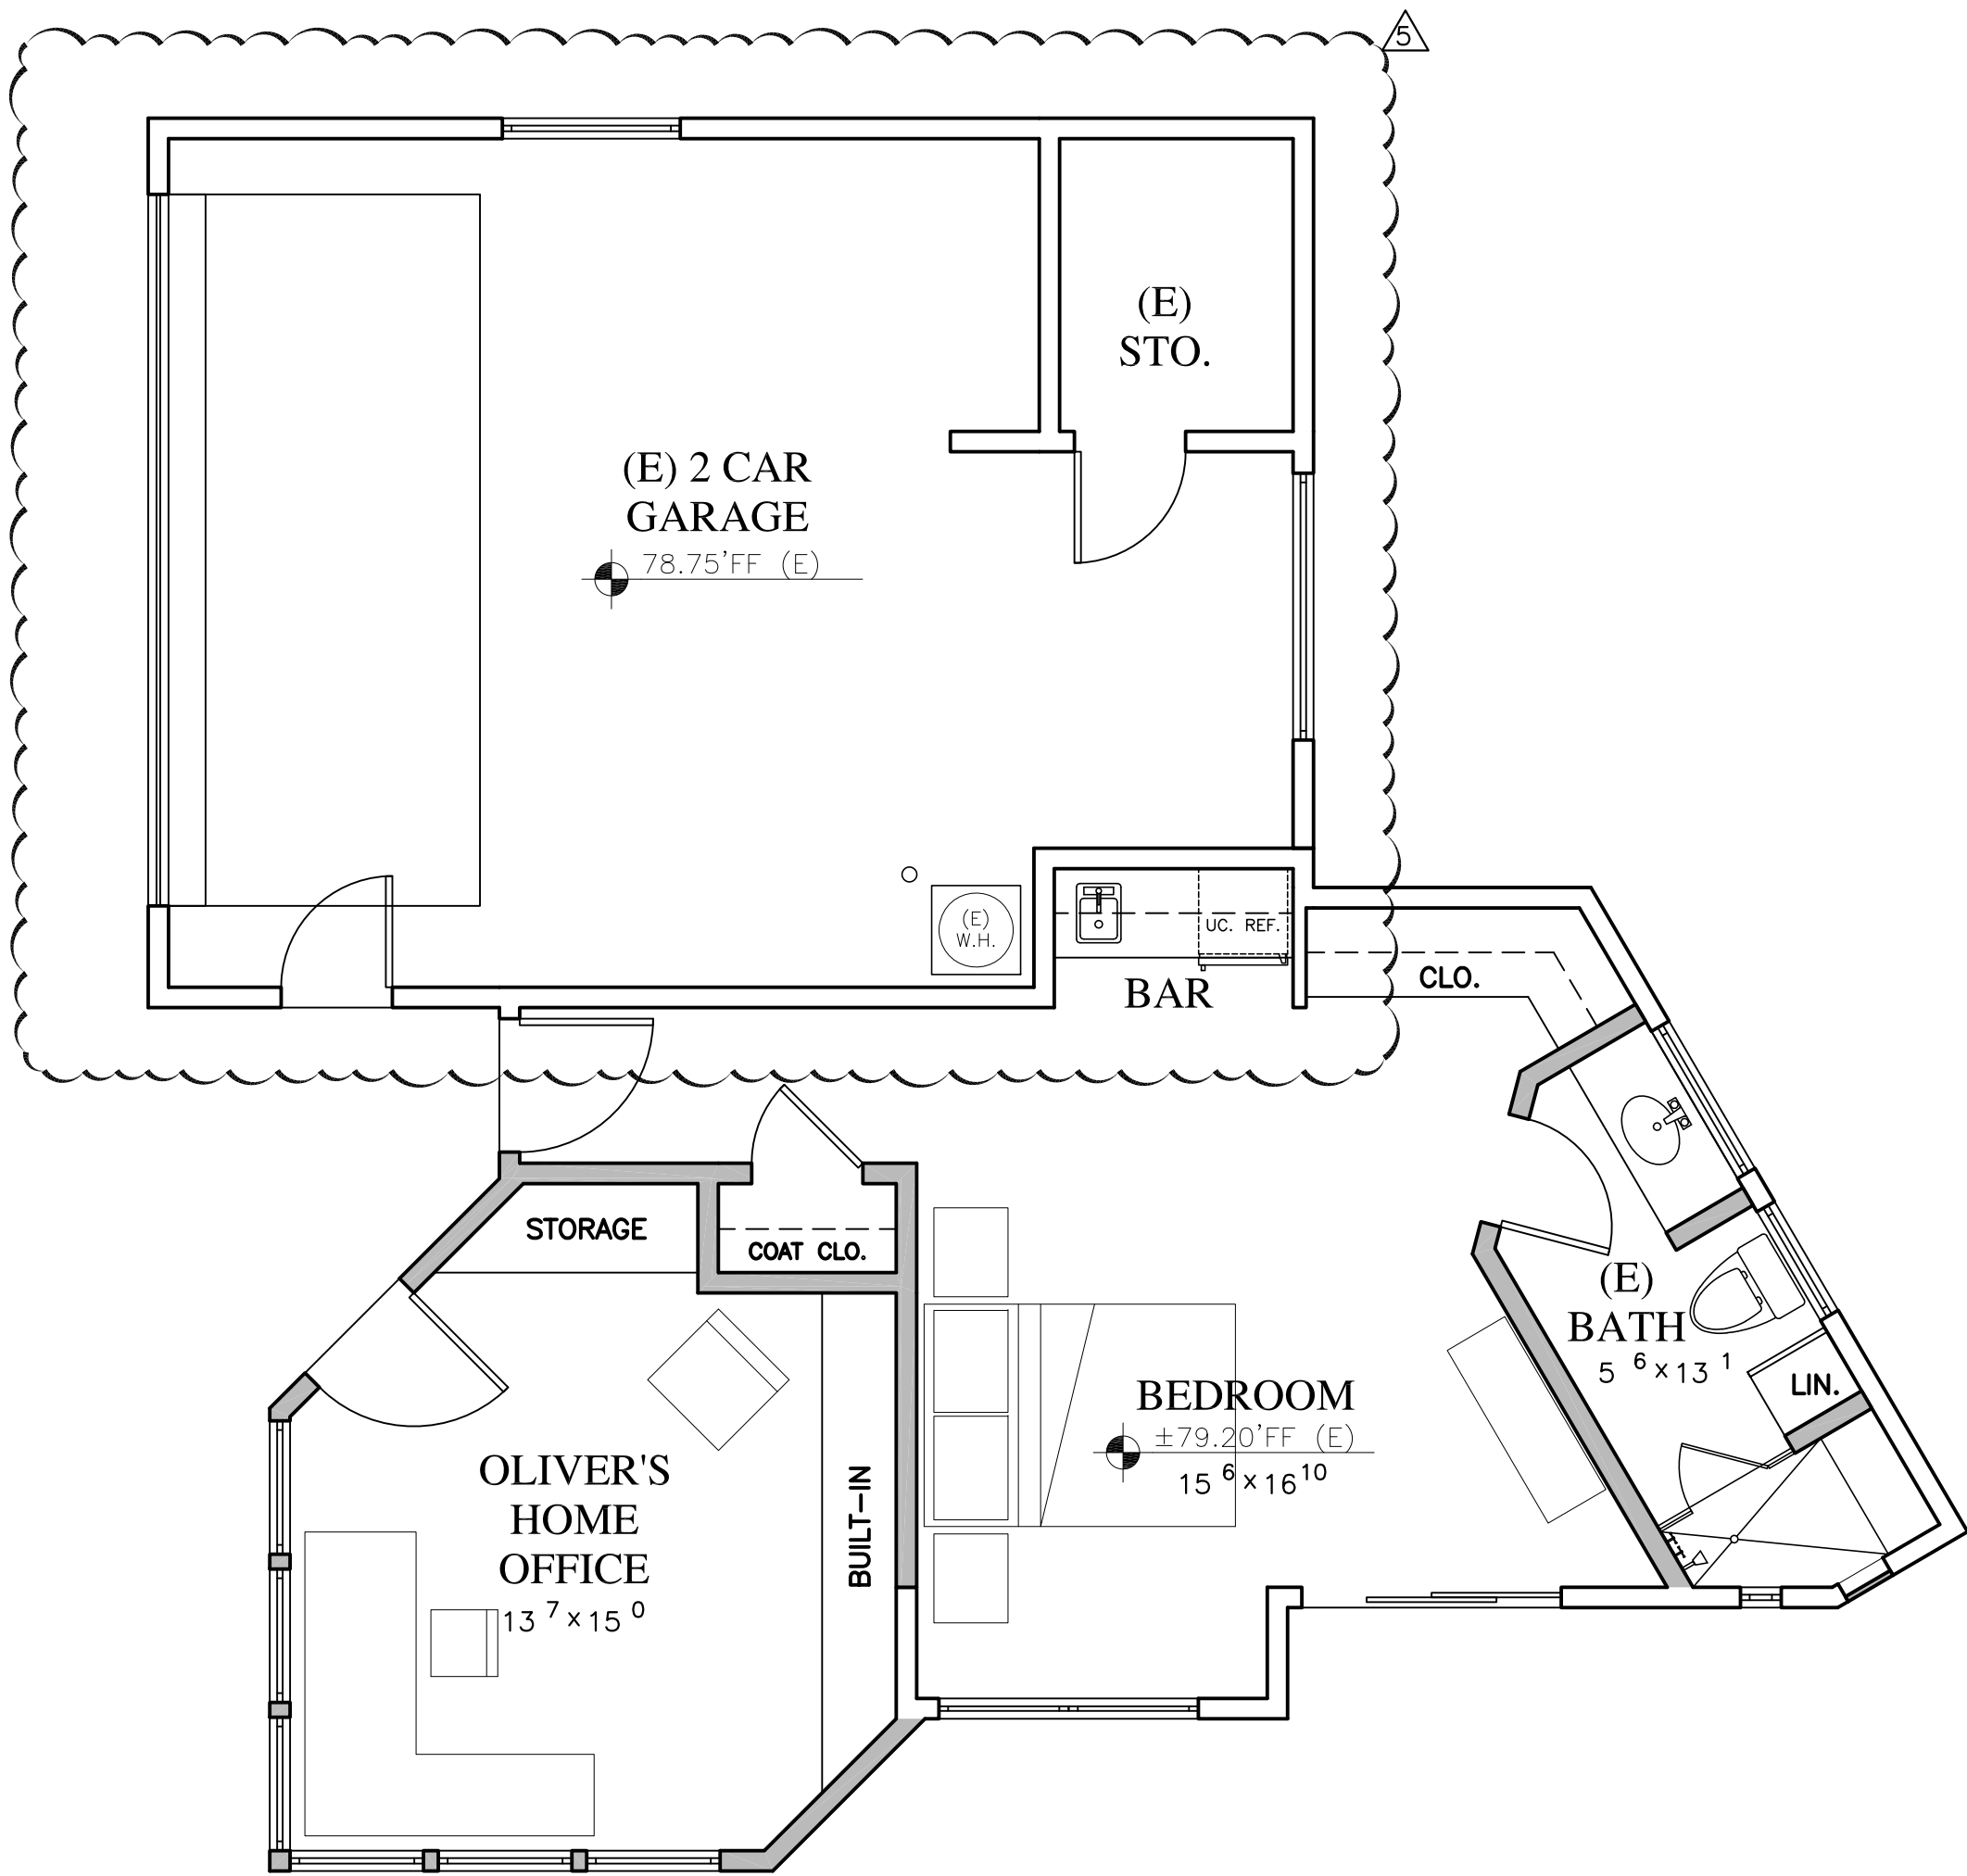 5
(E)
STO.
(E) 2 CAR
GARAGE
78.75'FF (E)
(E)
W.H.
UC. REF.
BAR
CLO.
STORAGE
COAT CLO.
(E)
BATH
5 6 x 13 1
LIN.
BEDROOM
±79.20'FF (E)
15 6 x 16 10
OLIVER'S
HOME
OFFICE
13 7 x 15 0
BUILT-IN